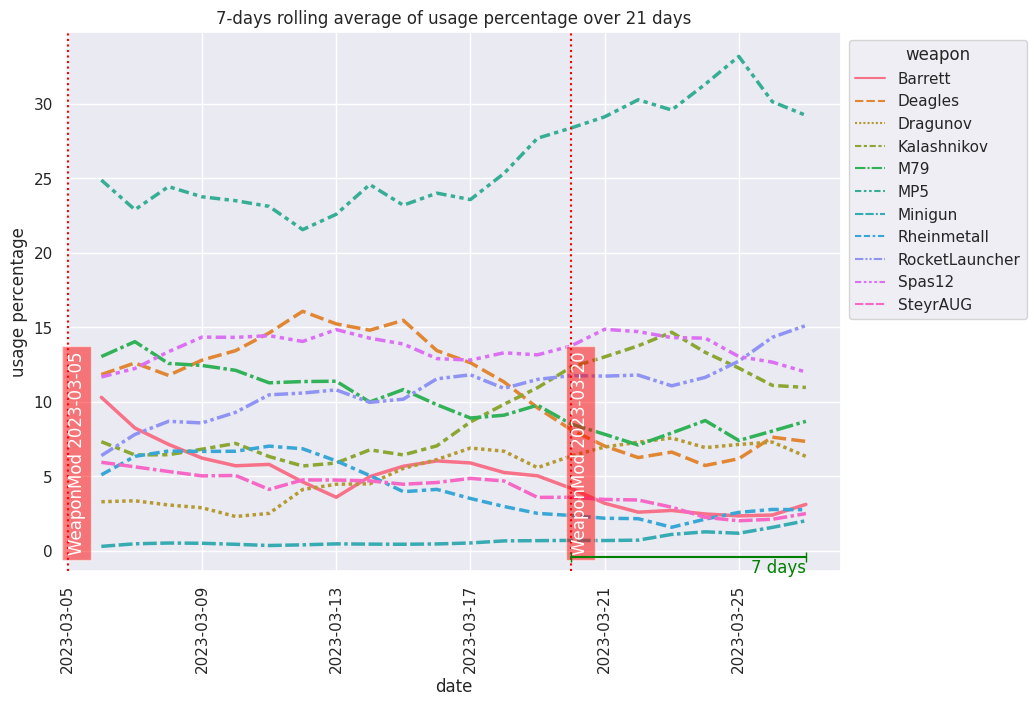 7-days rolling average of usage percentage over 21 days
usage percentage
30
25
20
15
10
5
0
WeaponMod 2023-03-05
WeaponMod 2023-03-20
7 days
2023-03-05
2023-03-09
2023-03-13
2023-03-17
2023-03-21
2023-03-25
date
weapon
Barrett
Deagles
Dragunov
Kalashnikov
M79
MP5
Minigun
Rheinmetall
RocketLauncher
Spas12
SteyrAUG